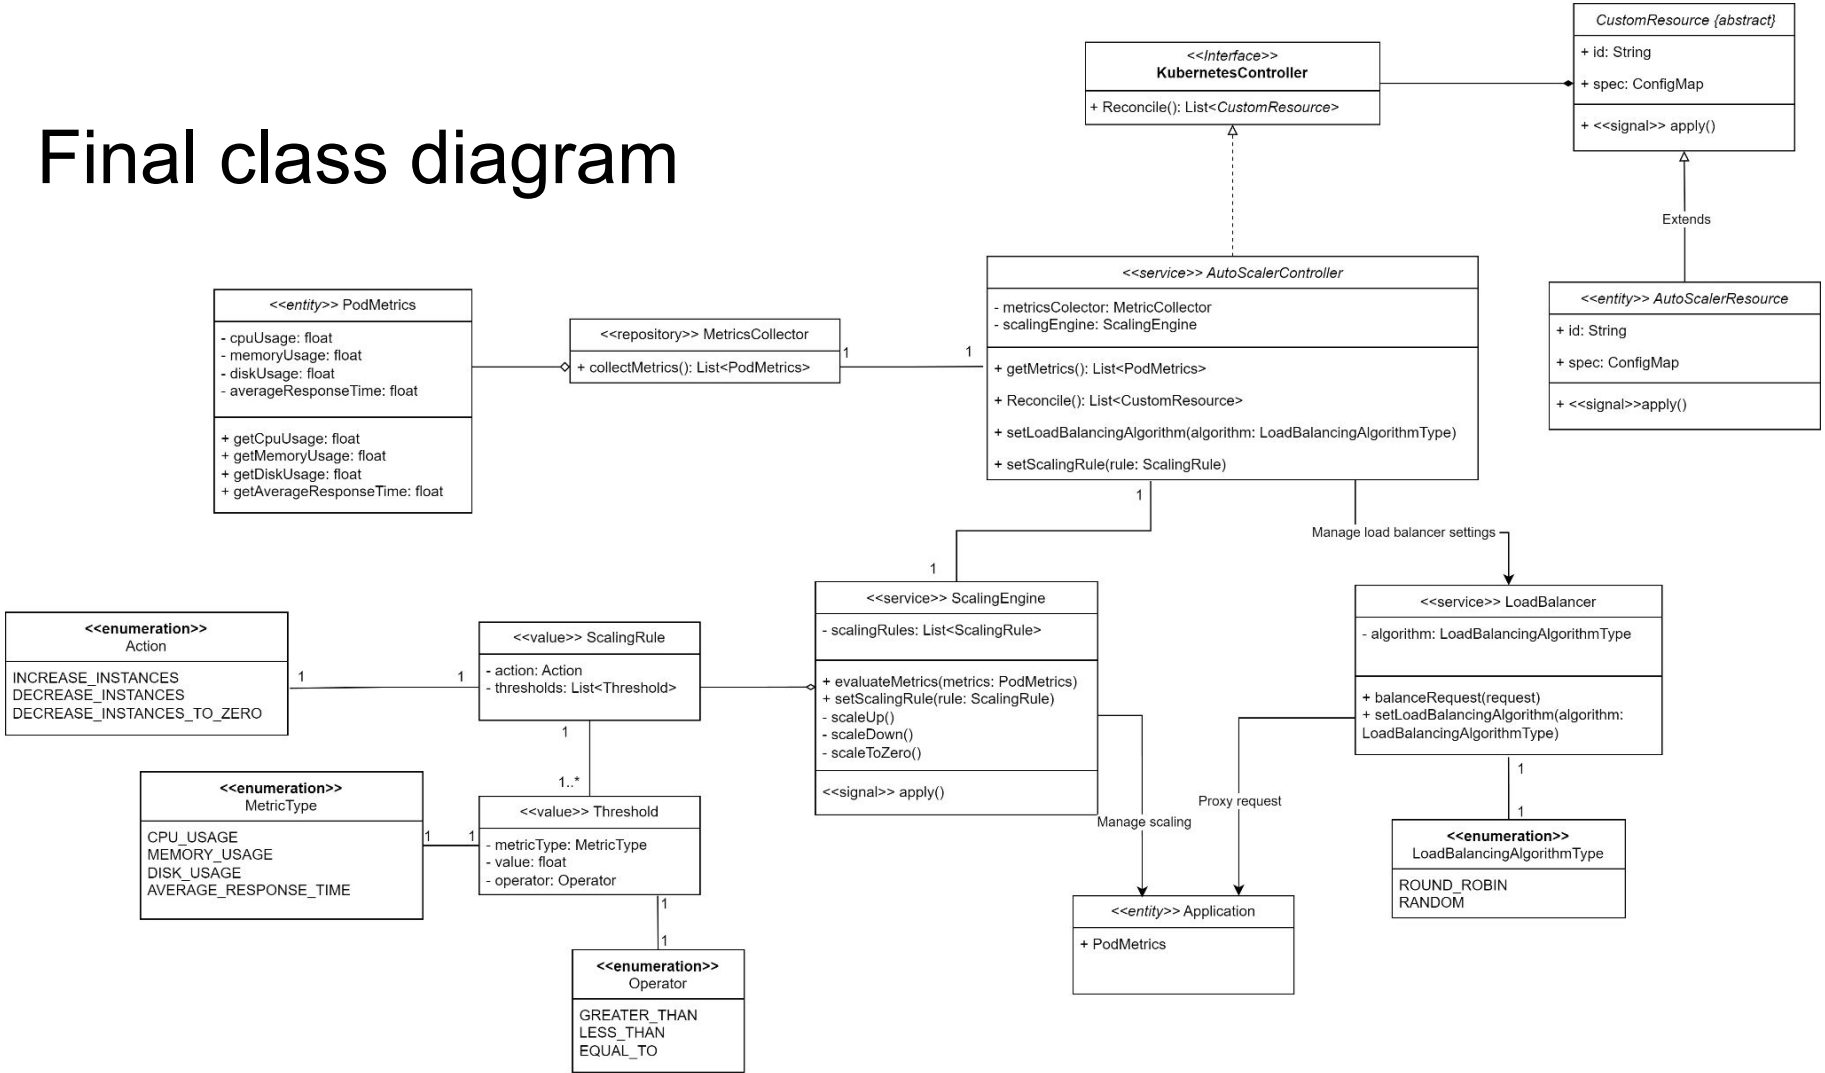 Final class diagram
<<Interface>>
KubernetesController
+ Reconcile(): List<CustomResource>
CustomResource {abstract}
+ id: String
+ spec: ConfigMap
+ <<signal>> apply()
Extends
<<entity>> AutoScalerResource
+ id: String
+ spec: ConfigMap
+ <<signal>>apply()
<<service>> AutoScalerController
- metricsColector: MetricCollector
- scalingEngine: ScalingEngine
+ getMetrics(): List<PodMetrics>
+ Reconcile(): List<CustomResource>
+ setLoadBalancingAlgorithm(algorithm: LoadBalancingAlgorithmType)
+ setScalingRule(rule: ScalingRule)
<<entity>> PodMetrics
- cpuUsage: float
- memoryUsage: float
- diskUsage: float
- averageResponseTime: float
+ getCpuUsage: float
+ getMemoryUsage: float
+ getDiskUsage: float
+ getAverageResponseTime: float
<<repository>> MetricsCollector
+ collectMetrics(): List<PodMetrics>
1
1
1
1
Manage load balancer settings
<<service>> ScalingEngine
- scalingRules: List<ScalingRule>
+ evaluateMetrics(metrics: PodMetrics)
+ setScalingRule(rule: ScalingRule)
- scaleUp()
- scaleDown()
- scaleToZero()
<<signal>> apply()
<<service>> LoadBalancer
- algorithm: LoadBalancingAlgorithmType
+ balanceRequest(request)
+ setLoadBalancingAlgorithm(algorithm:
LoadBalancingAlgorithmType)
<<enumeration>>
Action
INCREASE_INSTANCES
DECREASE_INSTANCES
DECREASE_INSTANCES_TO_ZERO
1
1
<<value>> ScalingRule
- action: Action
- thresholds: List<Threshold>
1
1..*
<<enumeration>>
MetricType
CPU_USAGE
MEMORY_USAGE
DISK_USAGE
AVERAGE_RESPONSE_TIME
1
1
<<value>> Threshold
- metricType: MetricType
- value: float
- operator: Operator
1
1
<<enumeration>>
Operator
GREATER_THAN
LESS_THAN
EQUAL_TO
Manage scaling
Proxy request
<<entity>> Application
+ PodMetrics
1
1
<<enumeration>>
LoadBalancingAlgorithmType
ROUND_ROBIN
RANDOM